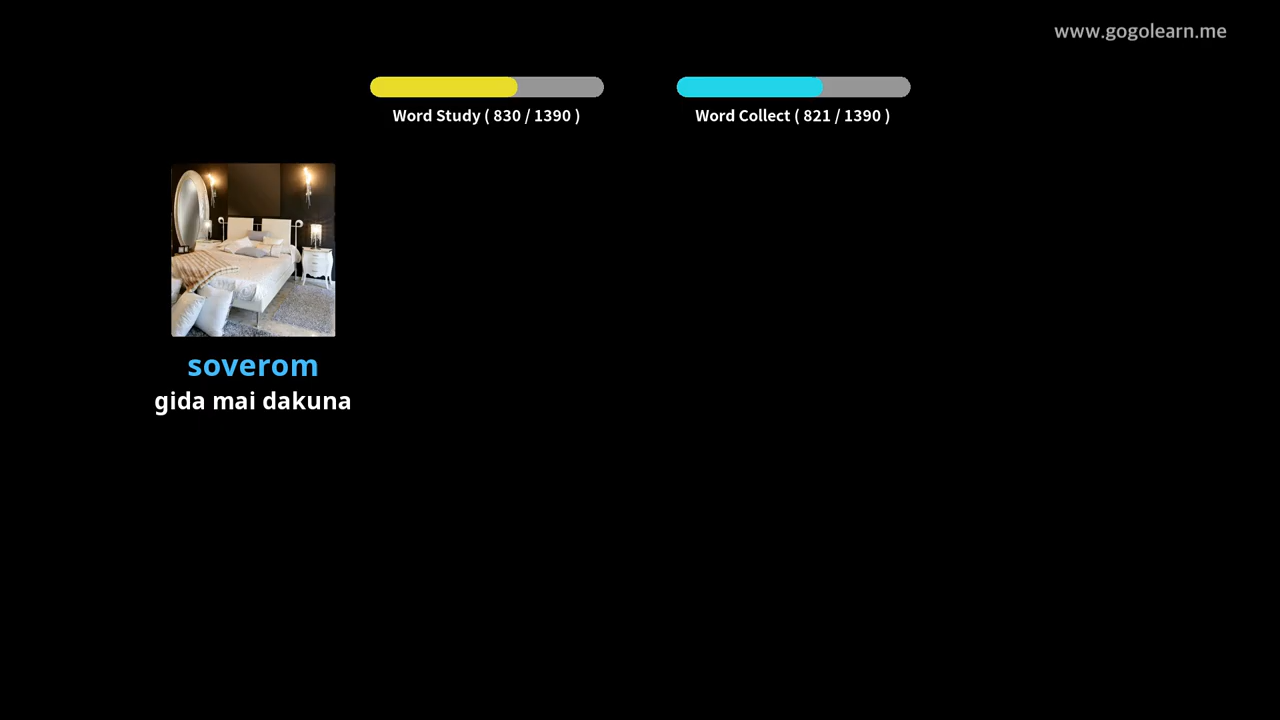 www.gogolearn.me
Word Study ( 830 / 1390 )
Word Collect ( 821 / 1390 )
soverom
gida mai dakuna